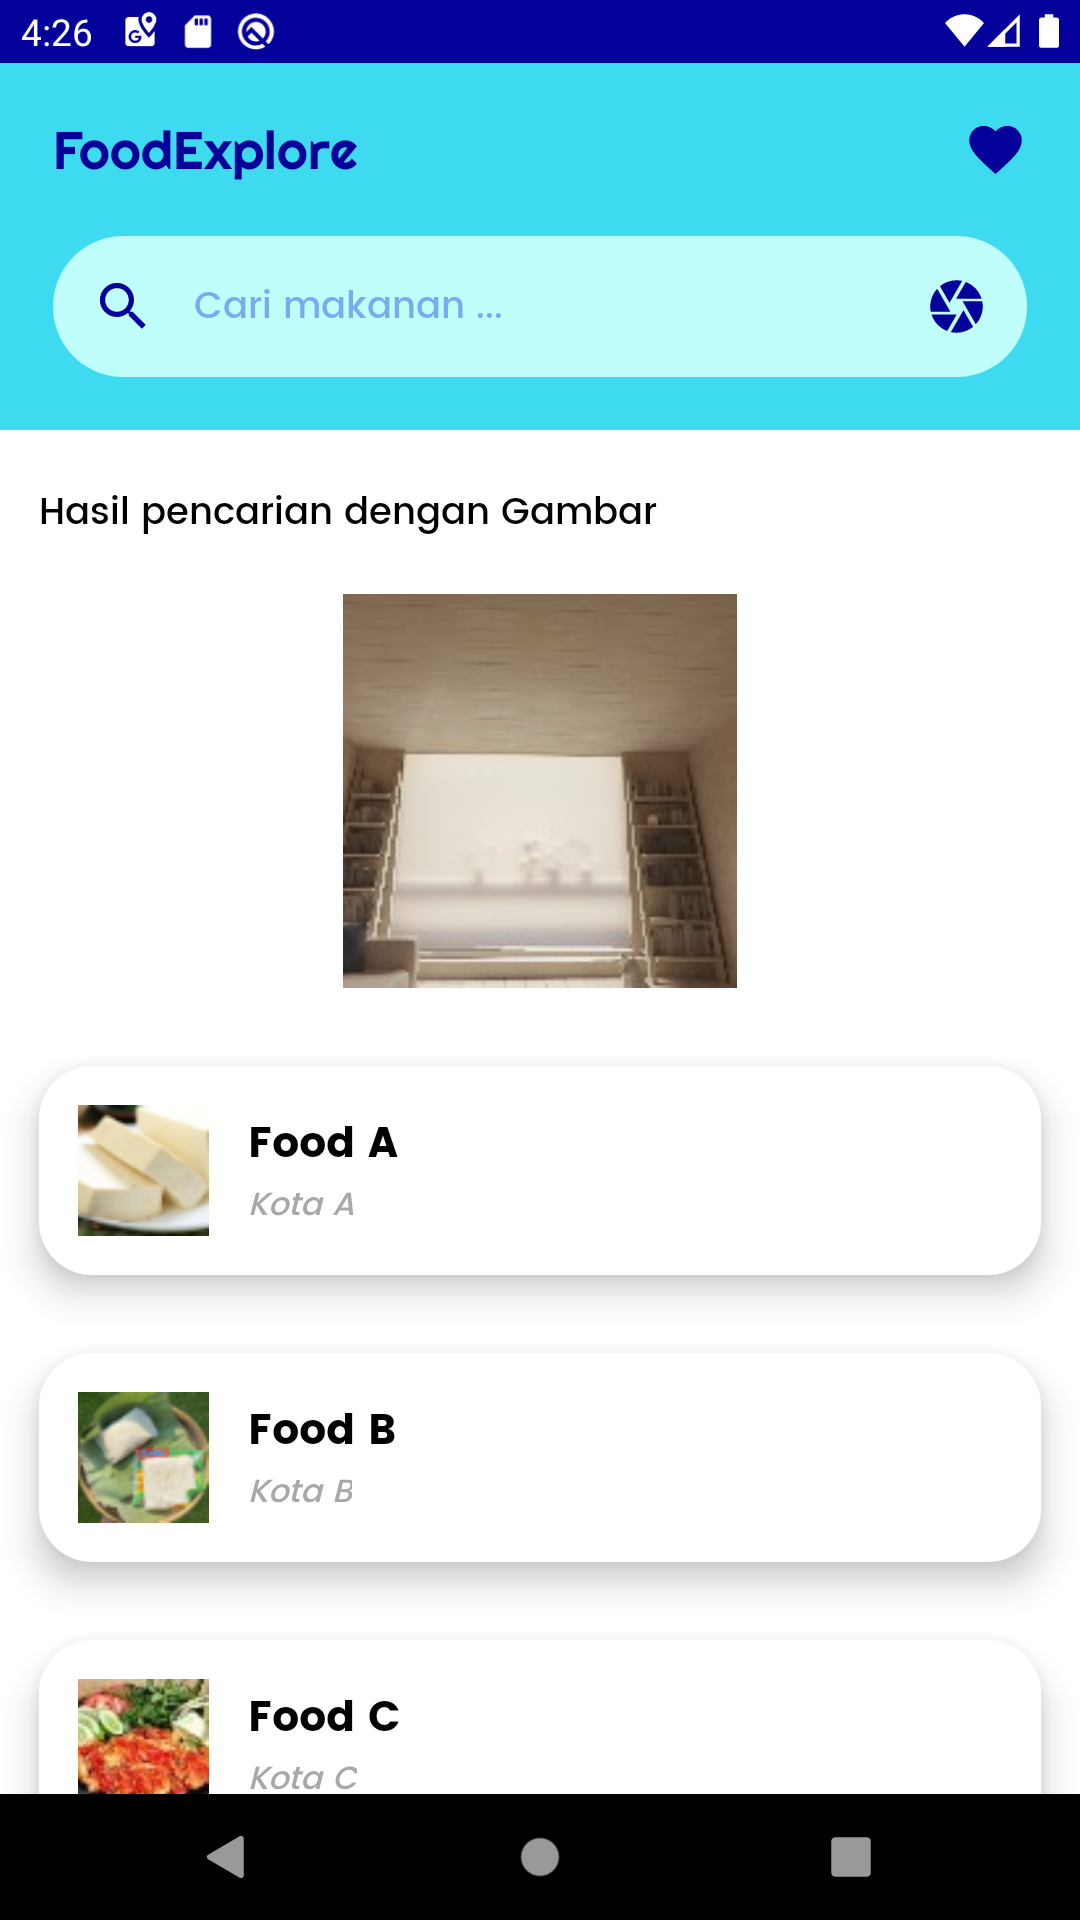 4:26
FoodExplore
Cari makanan ...
Hasil pencarian dengan Gambar
Food A
Kota A
Food B
Kota B
Food C
Kota C